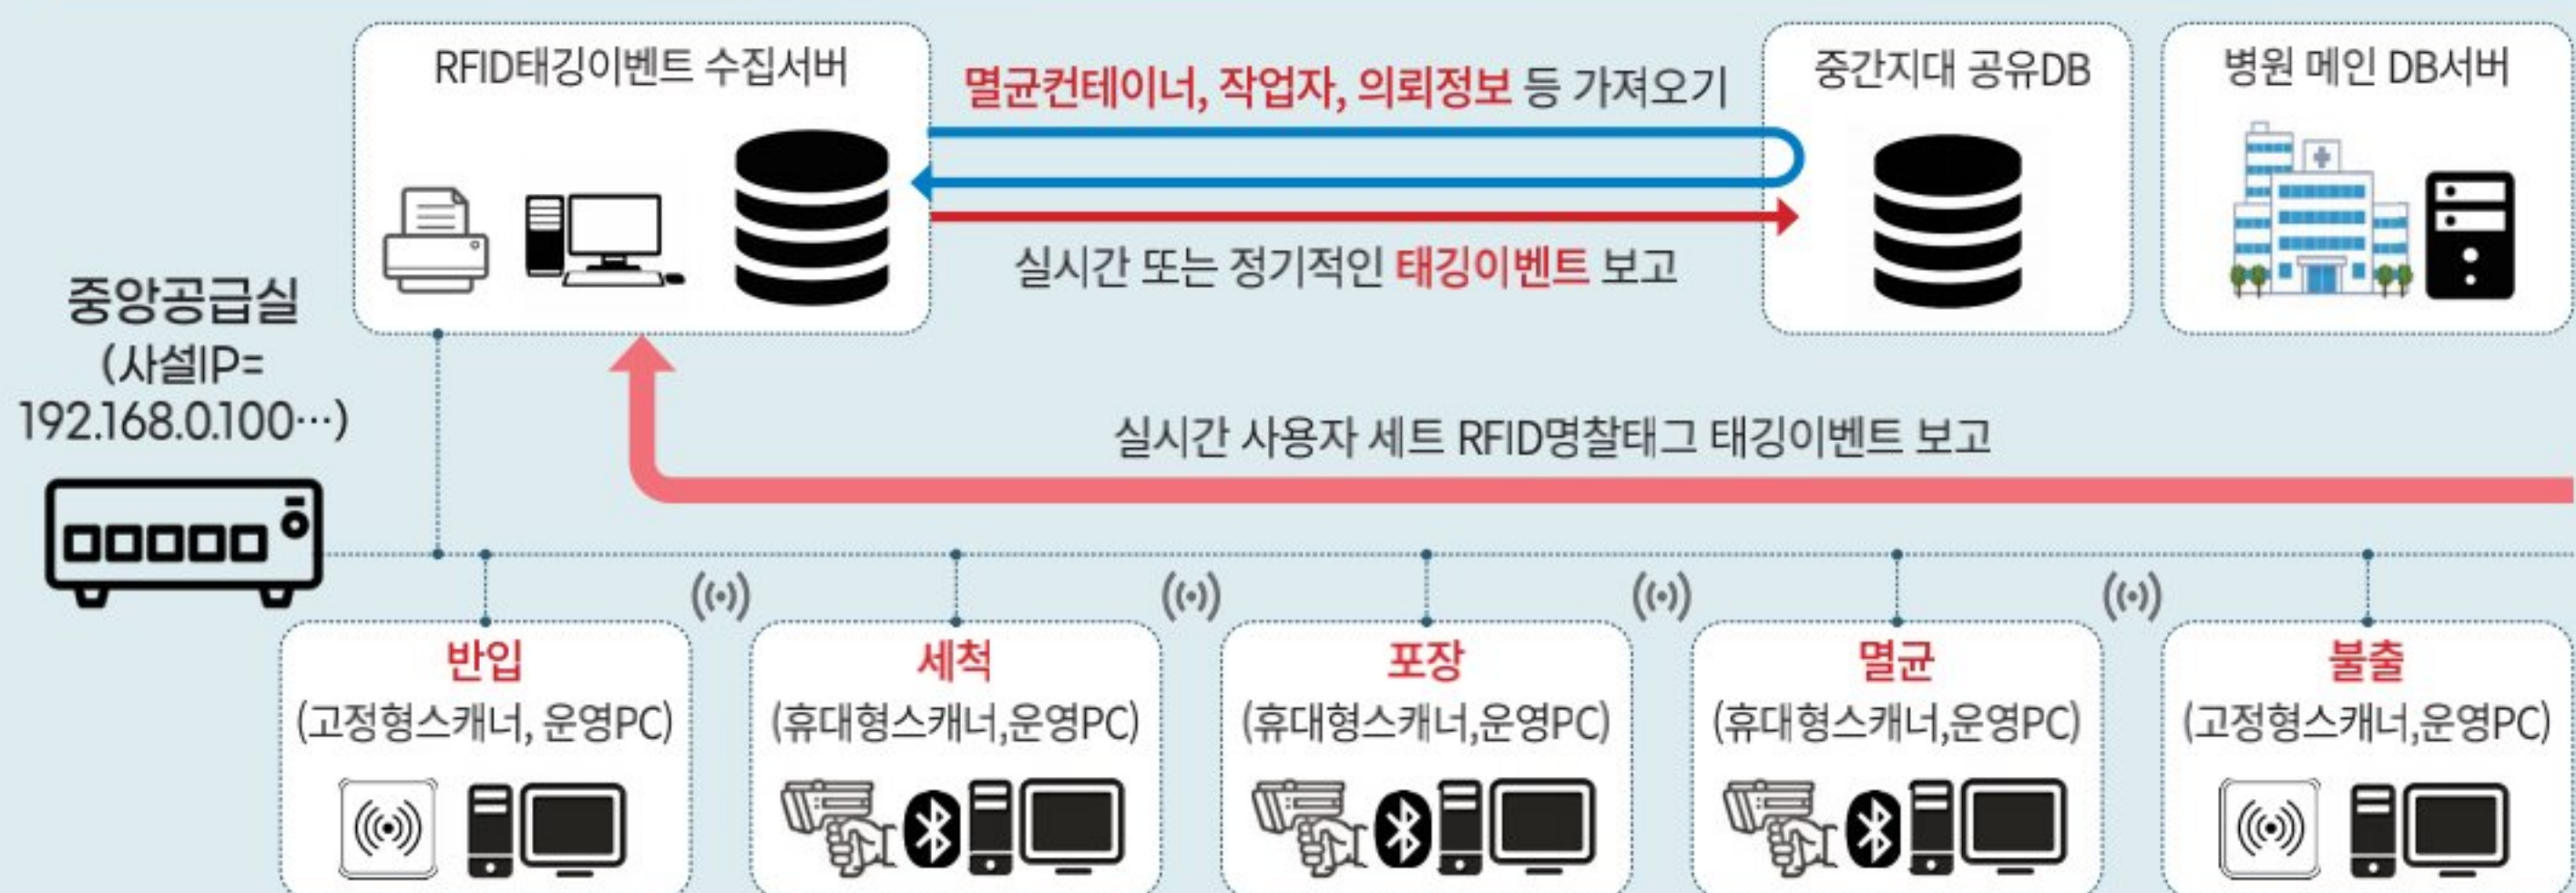 RFID태깅이벤트 수집서버
멸균컨테이너, 작업자, 의뢰정보 등 가져오기
중간지대 공유DB
병원 메인 DB서버
실시간 또는 정기적인 태깅이벤트 보고
중앙공급실
(사설IP=
192.168.0.100…)
실시간 사용자 세트 RFID명찰태그 태깅이벤트 보고
반입
(고정형스캐너, 운영PC)
세척
(휴대형스캐너,운영PC)
포장
(휴대형스캐너,운영PC)
멸균
(휴대형스캐너,운영PC)
불출
(고정형스캐너,운영PC)